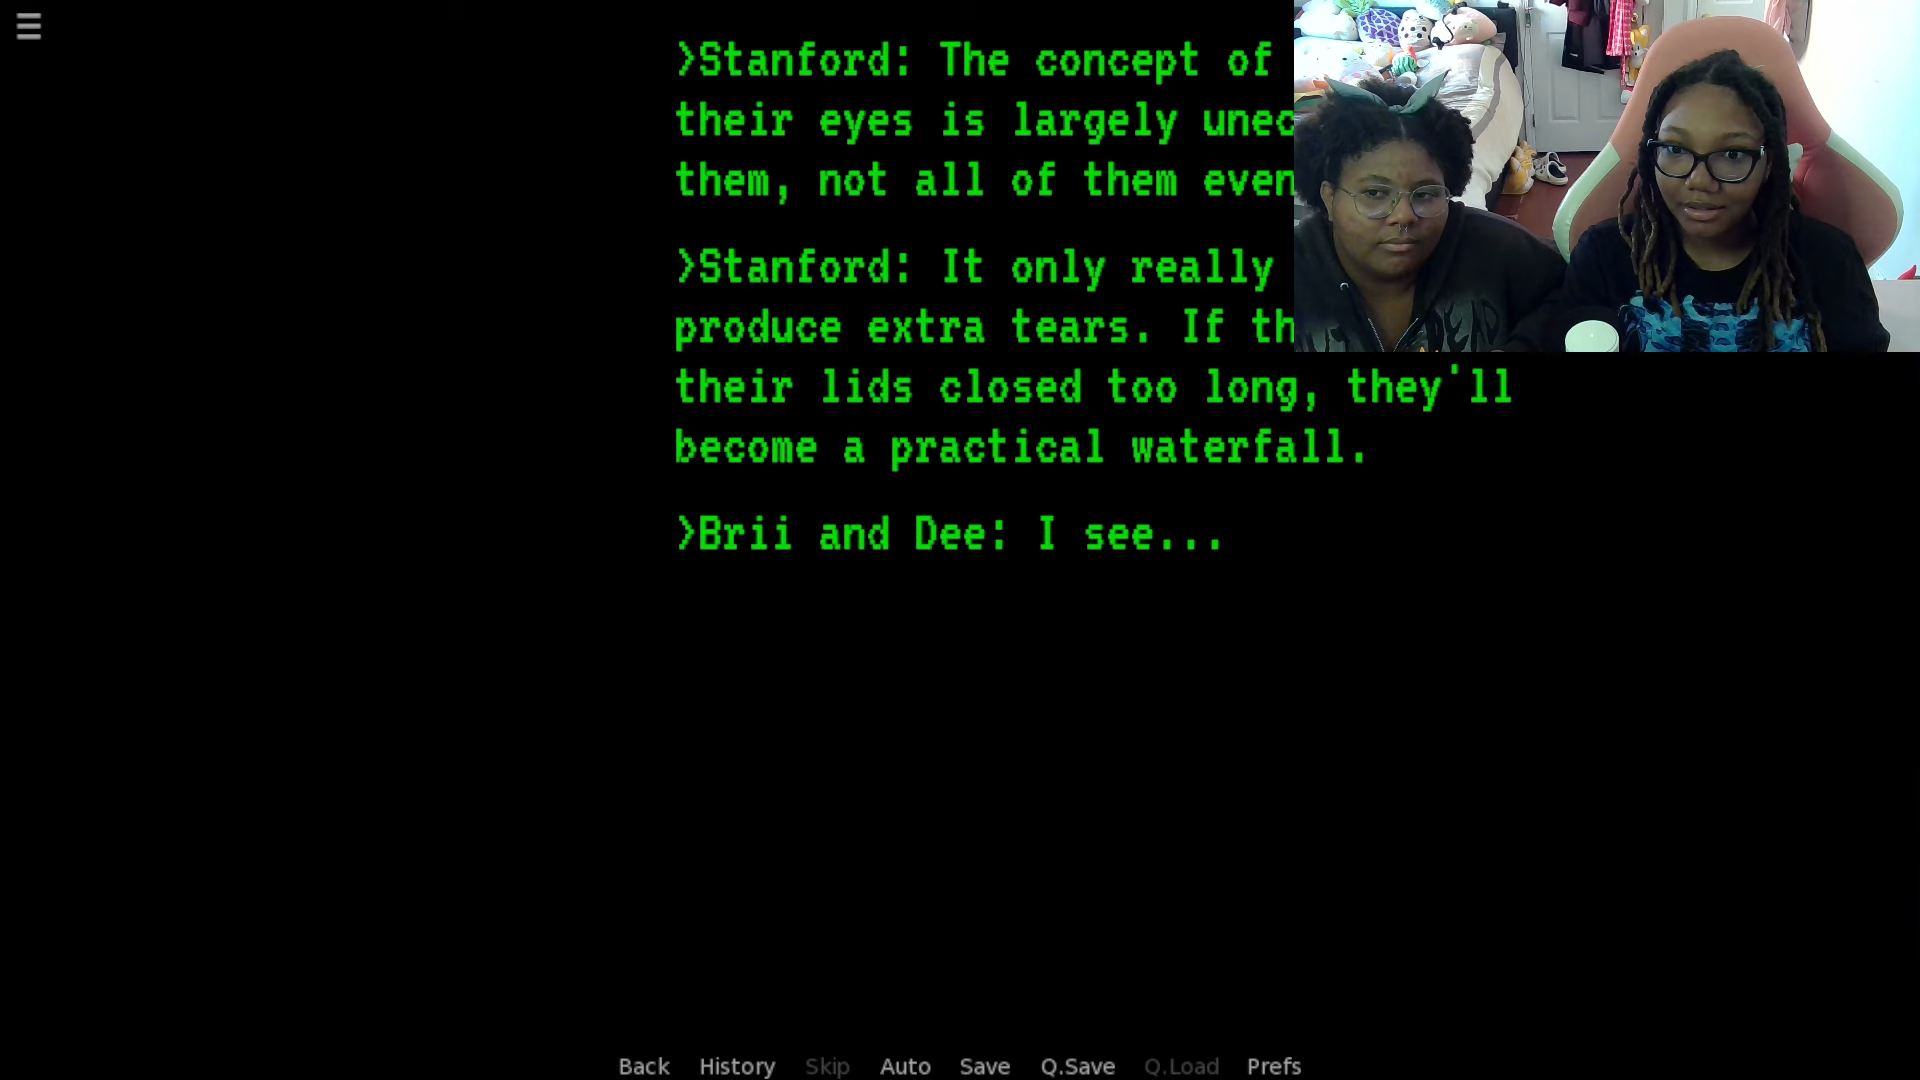 >Stanford: The concept of
their eyes is largely
them, not all of them even
>Stanford: It only really
produce extra tears. If
their lids closed too long, they'll
become a practical waterfall.
>Brii and Dee: I see...
Back History Skip Auto Save Q.Save Q.Load Prefs